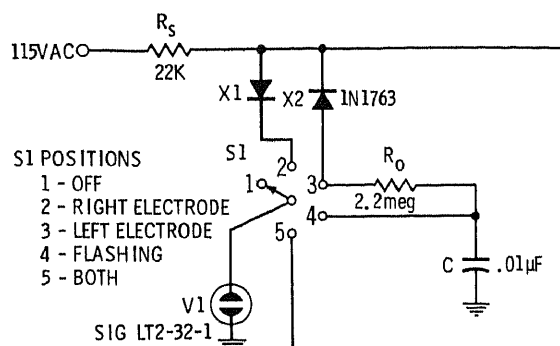 Rs
115VAC
22K
X1
X2
1N1763
S1 POSITIONS
1 - OFF
2 - RIGHT ELECTRODE
3 - LEFT ELECTRODE
4 - FLASHING
5 - BOTH
S1
1
2
3
4
5
Ro
2.2meg
C
.01µF
V1
SIG LT2-32-1